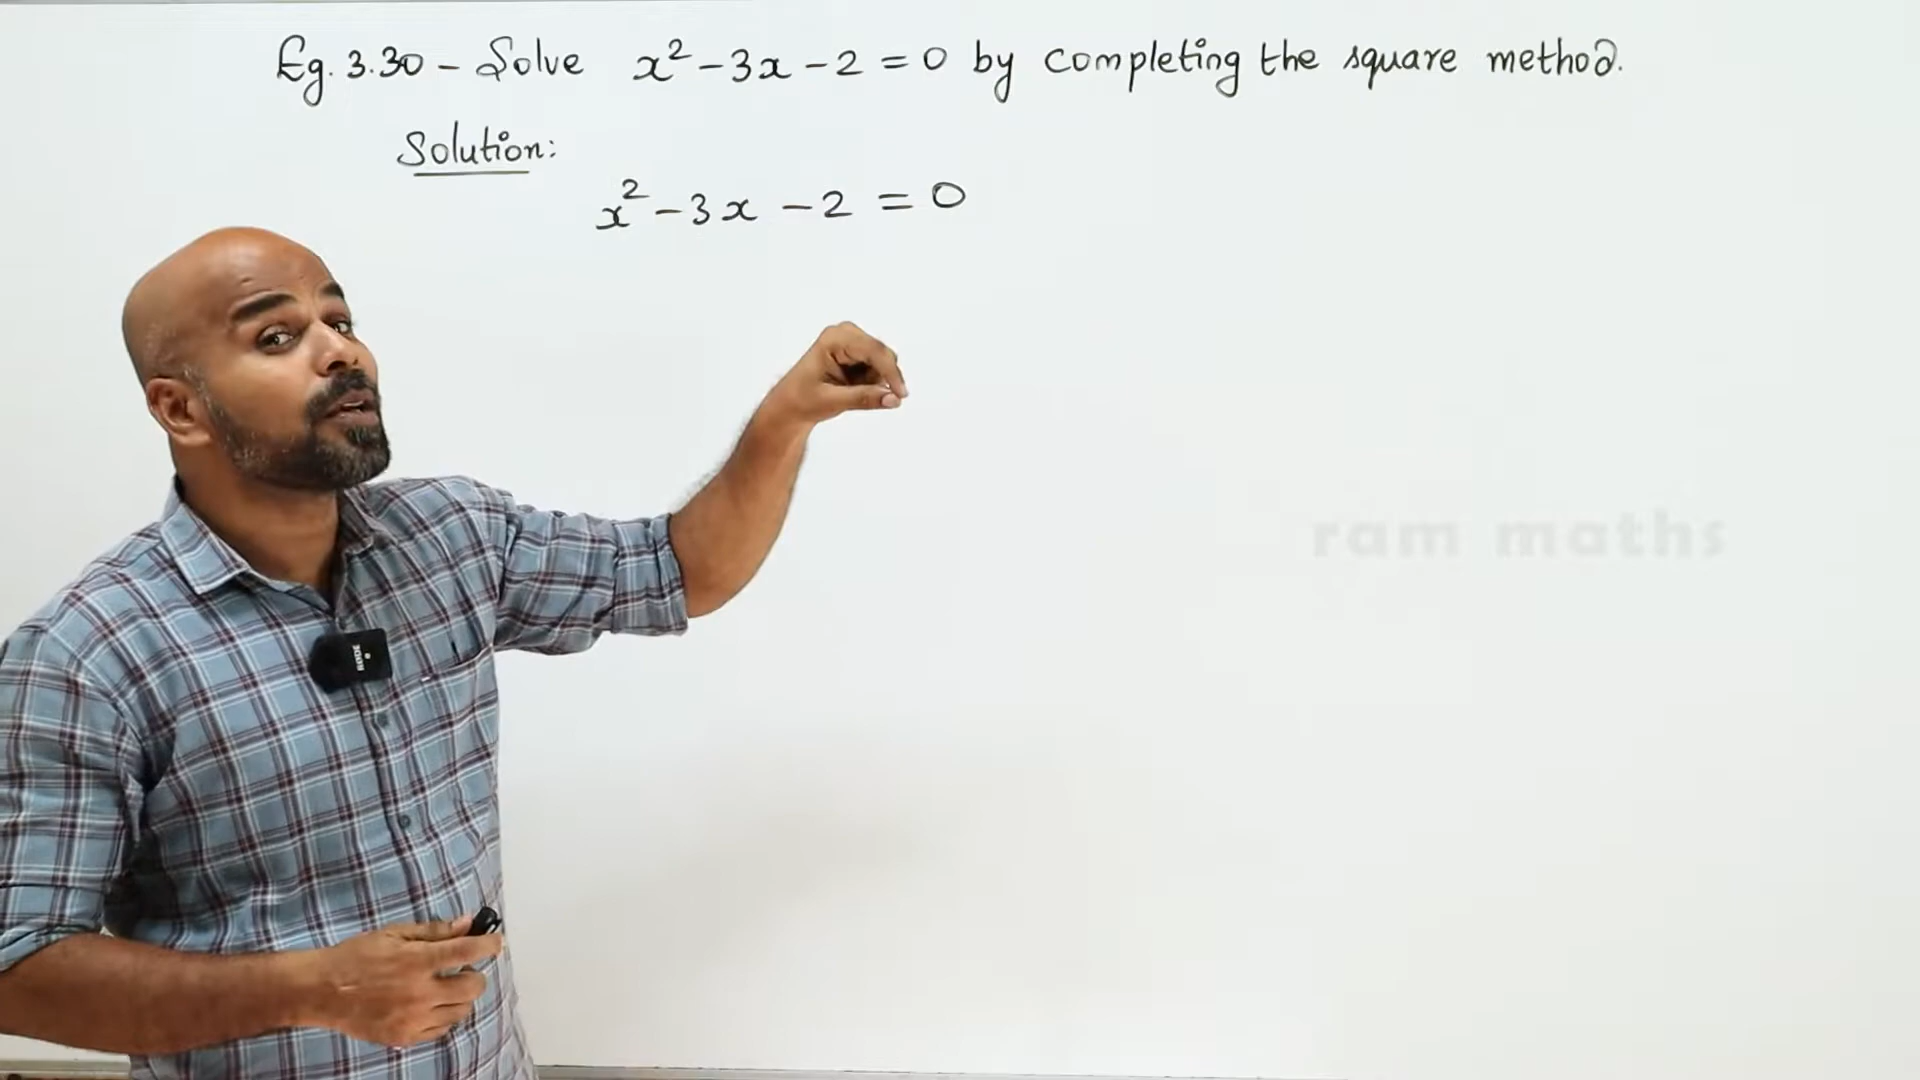 Eg. 3.30 - Solve x² - 3x - 2 = 0 by completing the square method.
Solution:
x² - 3x - 2 = 0
ram maths
RODE